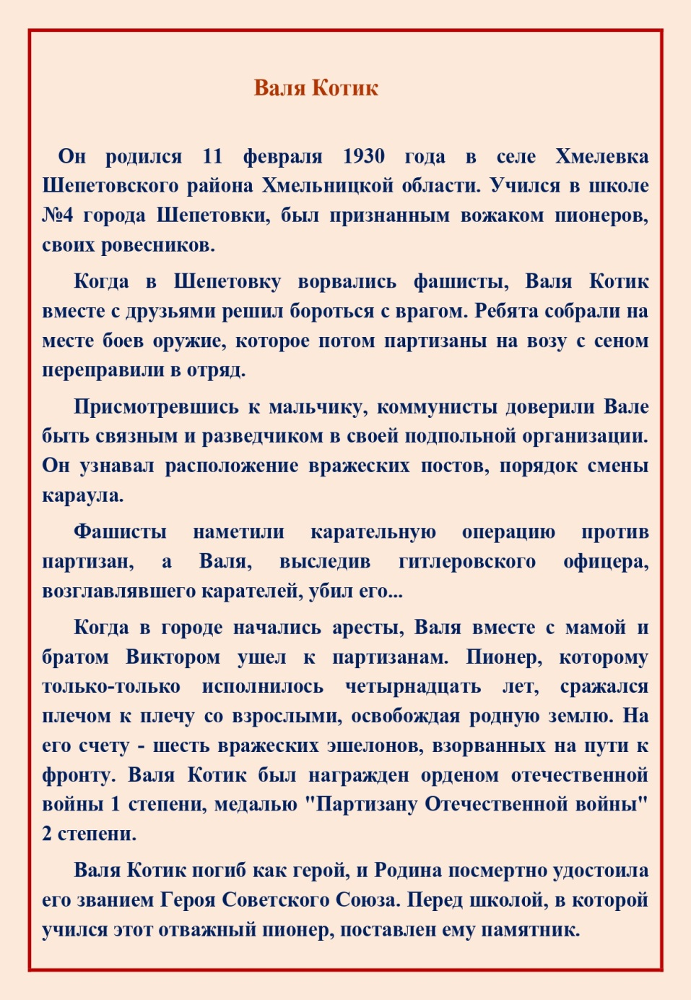 Валя Котик
Он родился 11 февраля 1930 года в селе Хмелевка
Шепетовского района Хмельницкой области. Учился в школе
№4 города Шепетовки, был признанным вожаком пионеров,
своих ровесников.
Когда в Шепетовку ворвались фашисты, Валя Котик
вместе с друзьями решил бороться с врагом. Ребята собрали на
месте боев оружие, которое потом партизаны на возу с сеном
переправили в отряд.
Присмотревшись к мальчику, коммунисты доверили Вале
быть связным и разведчиком в своей подпольной организации.
Он узнавал расположение вражеских постов, порядок смены
караула.
Фашисты наметили карательную операцию против
партизан, а Валя, выследив гитлеровского офицера,
возглавлявшего карателей, убил его...
Когда в городе начались аресты, Валя вместе с мамой и
братом Виктором ушел к партизанам. Пионер, которому
только-только исполнилось четырнадцать лет, сражался
плечом к плечу со взрослыми, освобождая родную землю. На
его счету - шесть вражеских эшелонов, взорванных на пути к
фронту. Валя Котик был награжден орденом отечественной
войны 1 степени, медалью "Партизану Отечественной войны"
2 степени.
Валя Котик погиб как герой, и Родина посмертно удостоила
его званием Героя Советского Союза. Перед школой, в которой
учился этот отважный пионер, поставлен ему памятник.